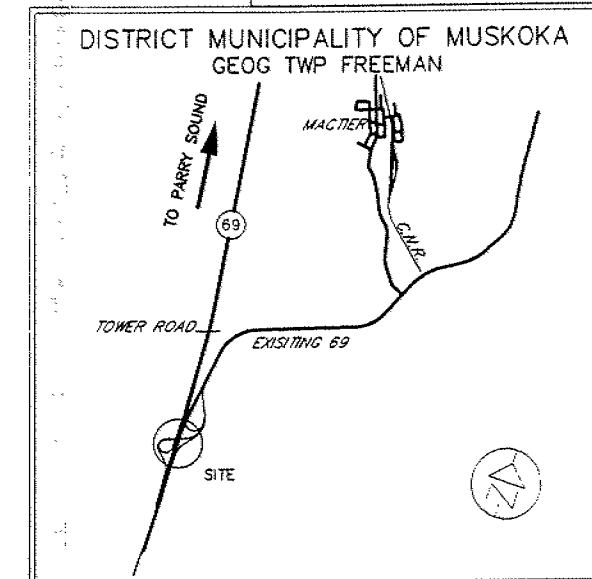 DISTRICT MUNICIPALITY OF MUSKOKA
GEOG TWP FREEMAN
MACTIER
TO PARRY SOUND
69
C.N.R.
TOWER ROAD
EXISITING 69
SITE